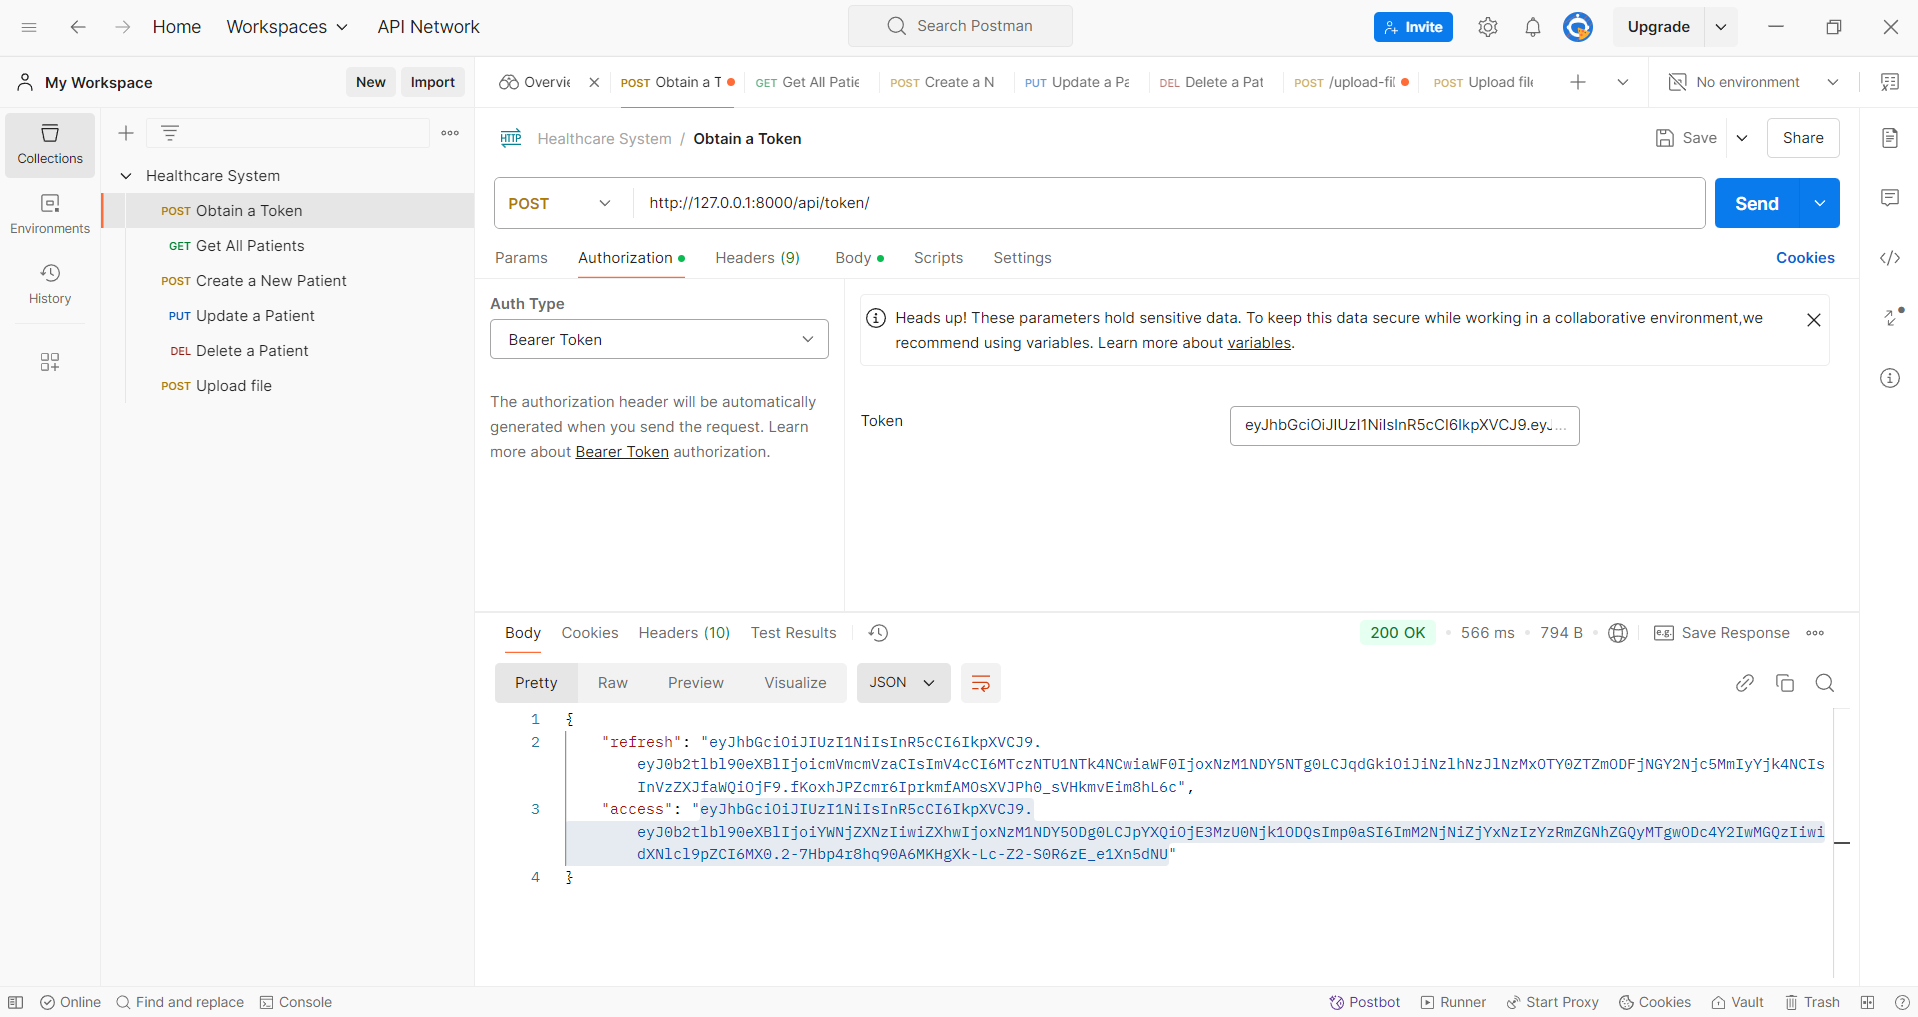 Home Workspaces API Network Search Postman Invite Upgrade
My Workspace New Import
Overvie POST Obtain a T GET Get All Patie POST Create a N PUT Update a Pa DEL Delete a Pat POST /upload-fil POST Upload file No environment
Collections
Environments
History
Healthcare System
POST Obtain a Token
GET Get All Patients
POST Create a New Patient
PUT Update a Patient
DEL Delete a Patient
POST Upload file
HTTP Healthcare System / Obtain a Token Save Share
POST http://127.0.0.1:8000/api/token/ Send
Params Authorization Headers (9) Body Scripts Settings Cookies
Auth Type
Bearer Token
The authorization header will be automatically
generated when you send the request. Learn
more about Bearer Token authorization.
Heads up! These parameters hold sensitive data. To keep this data secure while working in a collaborative environment,we
recommend using variables. Learn more about variables.
Token eyJhbGciOiJIUzI1NiIsInR5cCI6IkpXVCJ9.eyJ...
Body Cookies Headers (10) Test Results 200 OK 566 ms 794 B e.g. Save Response
Pretty Raw Preview Visualize JSON
1 {
2 "refresh": "eyJhbGciOiJIUzI1NiIsInR5cCI6IkpXVCJ9.
eyJ0b2tlbl90eXBlIjoicmVmcmVzaCIsImV4cCI6MTczNTU1NTk4NCwiaWF0IjoxNzM1NDY5NTg0LCJqdGkiOiJiNzlhNzJlNzMxOTY0ZTZmODFjNGY2Njc5MmIyYjk4NCIs
InVzZXJfaWQiOjF9.fKoxhJPZcmr6IprkmfAMOsXVJPh0_sVHkmvEim8hL6c",
3 "access": "eyJhbGciOiJIUzI1NiIsInR5cCI6IkpXVCJ9.
eyJ0b2tlbl90eXBlIjoiYWNjZXNzIiwiZXhwIjoxNzM1NDY5ODg0LCJpYXQiOjE3MzU0Njk1ODQsImp0aSI6ImM2NjNiZjYxNzIzYzRmZGNhZGQyMTgwODc4Y2IwMGQzIiwi
dXNlcl9pZCI6MX0.2-7Hbp4r8hq90A6MKHgXk-Lc-Z2-S0R6zE_e1Xn5dNU"
4 }
Online Find and replace Console Postbot Runner Start Proxy Cookies Vault Trash